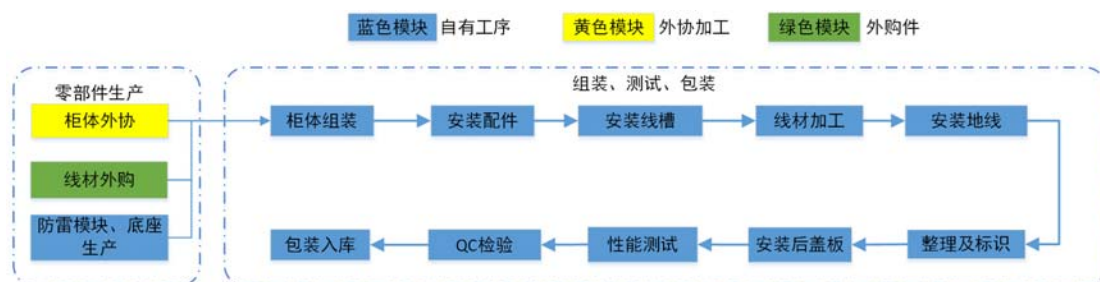 蓝色模块 自有工序 黄色模块 外协加工 绿色模块 外购件
零部件生产
组装、测试、包装
柜体外协
柜体组装 安装配件 安装线槽 线材加工 安装地线
线材外购
防雷模块、底座
生产
包装入库 QC检验 性能测试 安装后盖板 整理及标识